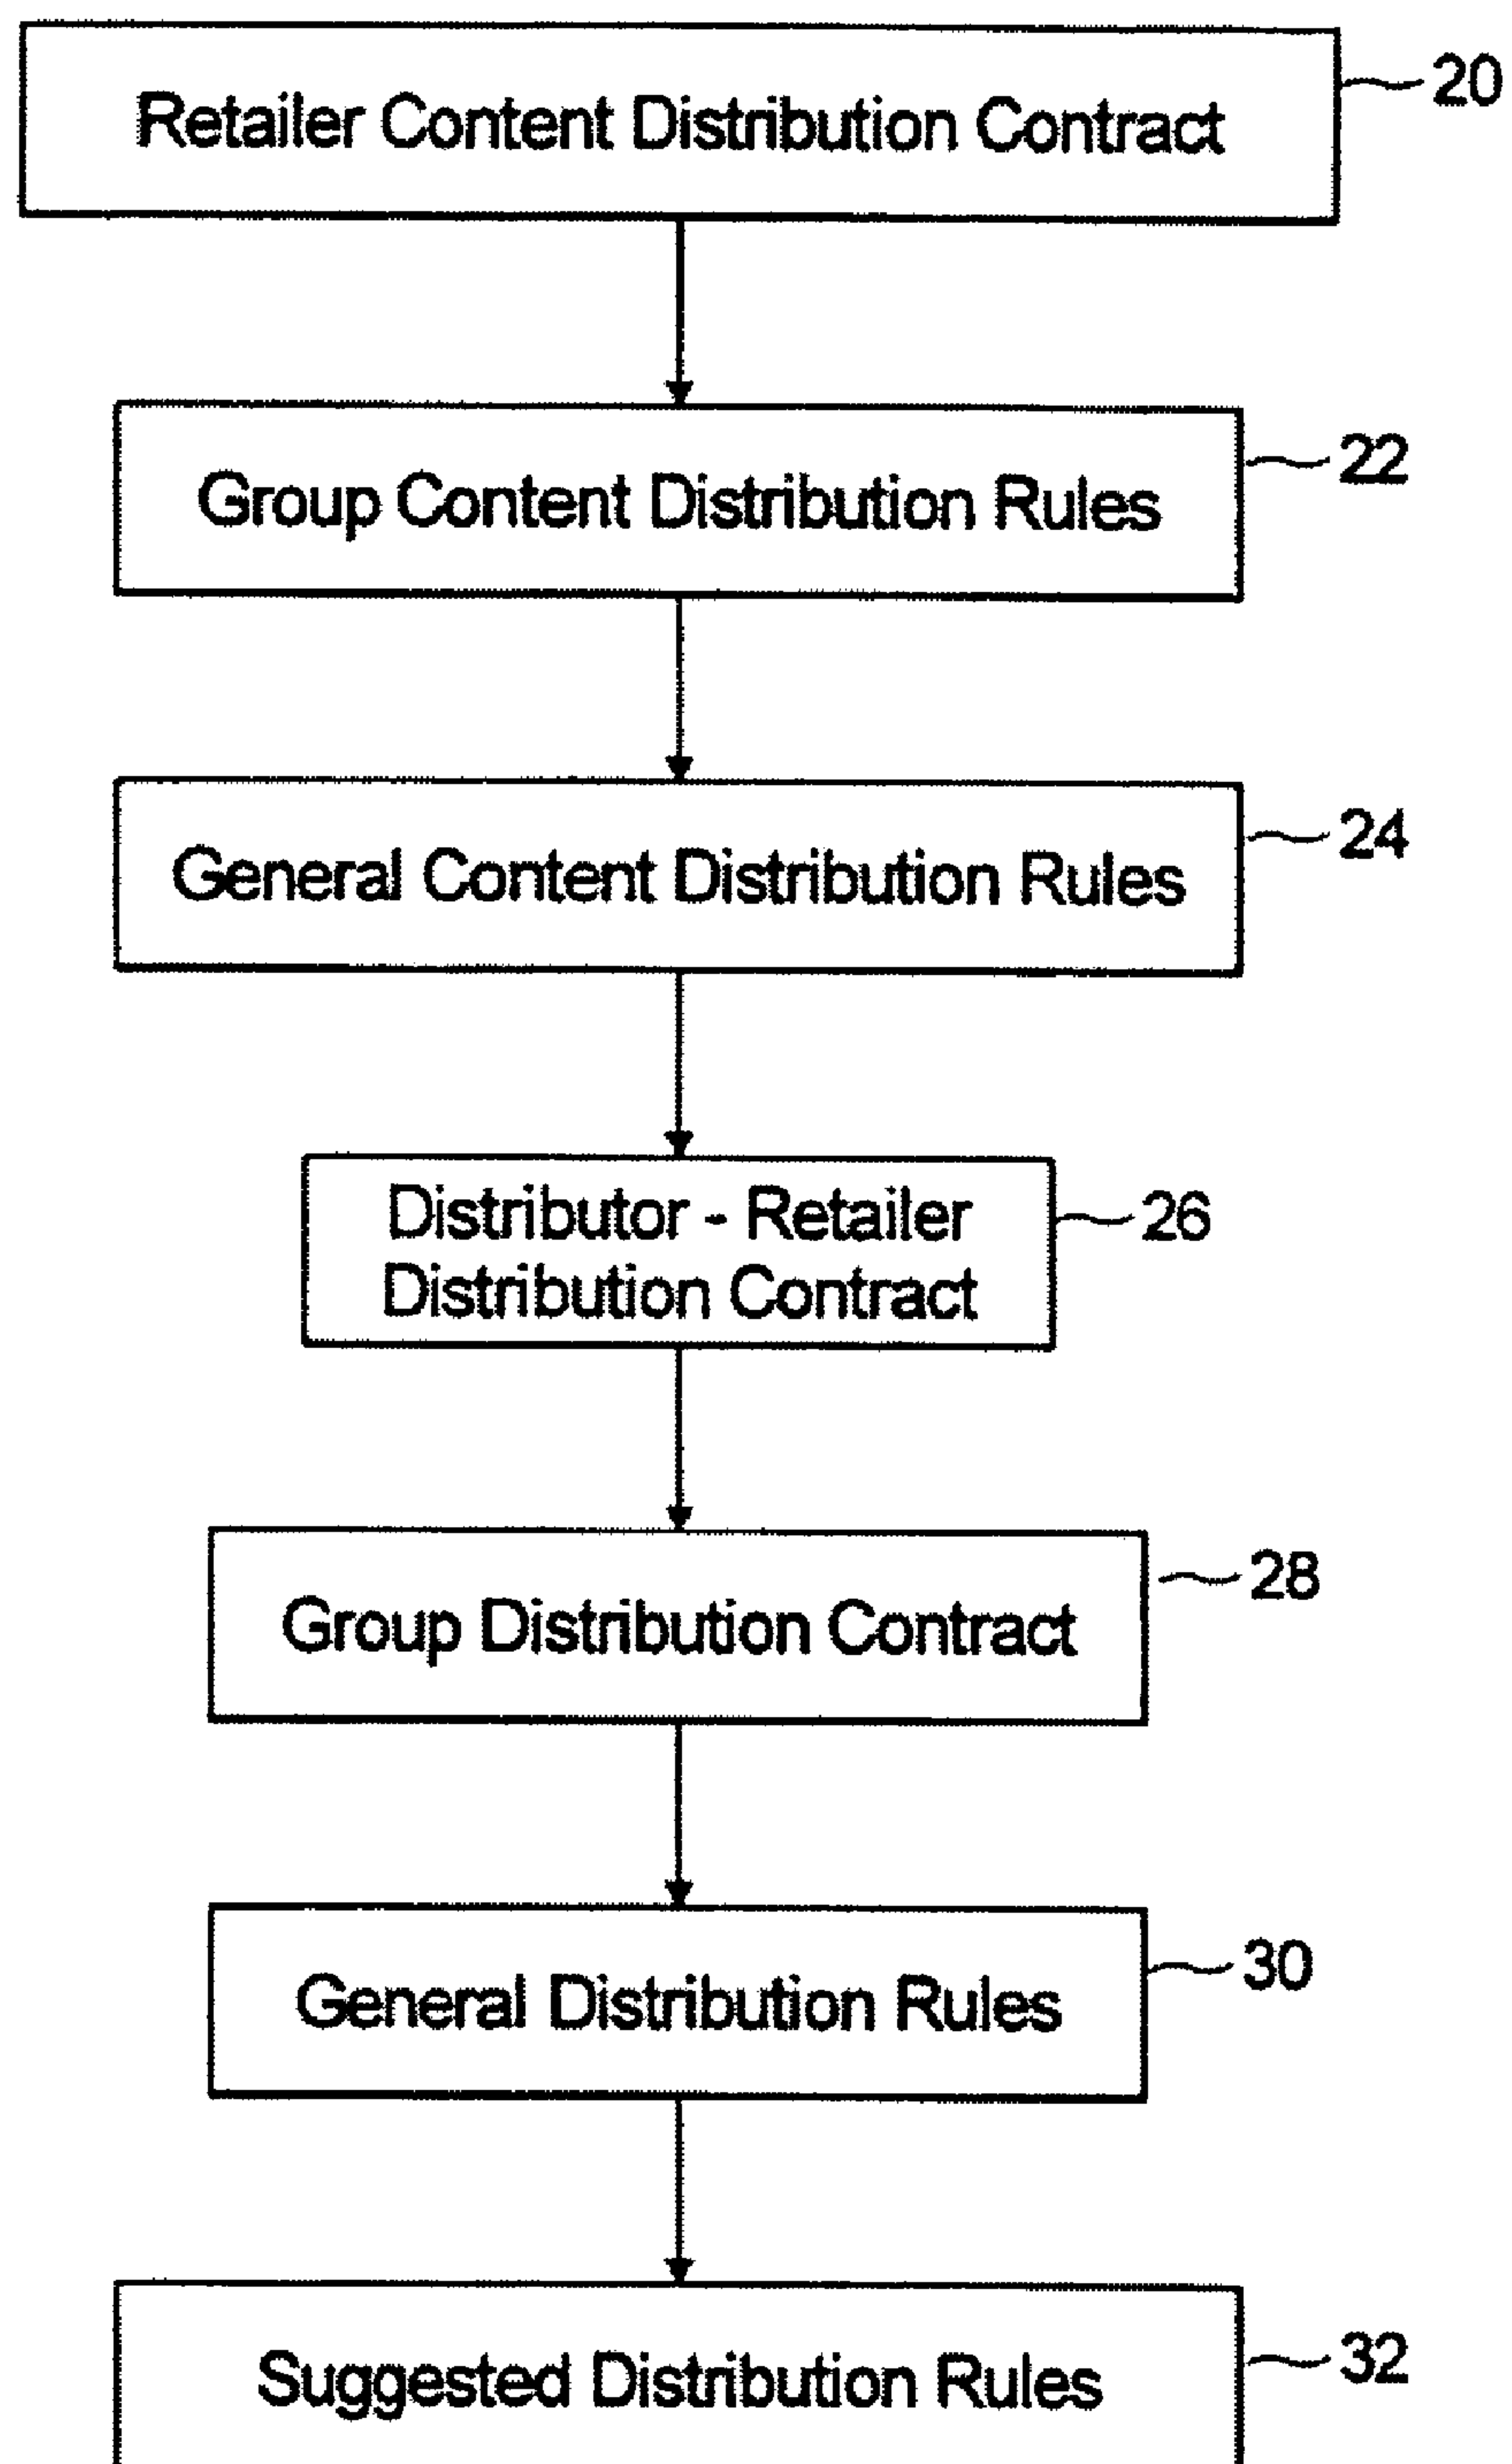 Retailer Content Distribution Contract
20
Group Content Distribution Rules
22
General Content Distribution Rules
24
Distributor - Retailer
Distribution Contract
26
Group Distribution Contract
28
General Distribution Rules
30
Suggested Distribution Rules
32